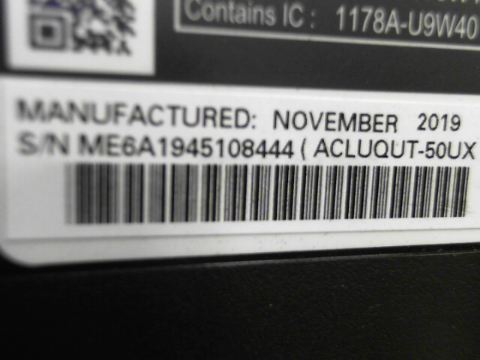 Contains IC : 1178A-U9W40
MANUFACTURED: NOVEMBER 2019
S/N ME6A1945108444 ( ACLUQUT-50UX